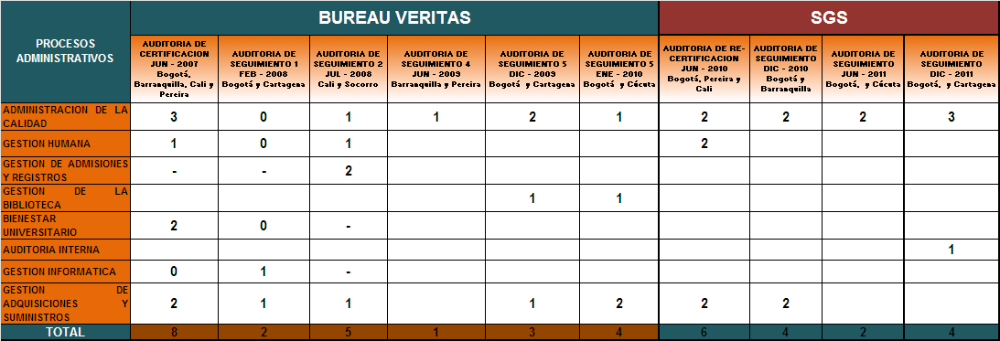 PROCESOS ADMINISTRATIVOS
BUREAU VERITAS
SGS
AUDITORIA DE CERTIFICACION JUN - 2007 Bogotá, Barranquilla, Cali y Pereira
AUDITORIA DE SEGUIMIENTO 1 FEB - 2008 Bogotá y Cartagena
AUDITORIA DE SEGUIMIENTO 2 JUL - 2008 Cali y Socorro
AUDITORIA DE SEGUIMIENTO 4 JUN - 2009 Barranquilla y Pereira
AUDITORIA DE SEGUIMIENTO 5 DIC - 2009 Bogotá y Cartagena
AUDITORIA DE SEGUIMIENTO 5 ENE - 2010 Bogotá y Cúcuta
AUDITORIA DE RE-CERTIFICACION JUN - 2010 Bogotá, Pereira y Cali
AUDITORIA DE SEGUIMIENTO DIC - 2010 Bogotá y Barranquilla
AUDITORIA DE SEGUIMIENTO JUN - 2011 Bogotá, y Cúcuta
AUDITORIA DE SEGUIMIENTO DIC - 2011 Bogotá, y Cartagena
ADMINISTRACION DE LA CALIDAD 3 0 1 1 2 1 2 2 2 3
GESTION HUMANA 1 0 1 2
GESTION DE ADMISIONES Y REGISTROS - - 2
GESTION DE LA BIBLIOTECA 1 1
BIENESTAR UNIVERSITARIO 2 0 -
AUDITORIA INTERNA 1
GESTION INFORMATICA 0 1 -
GESTION DE ADQUISICIONES Y SUMINISTROS 2 1 1 1 2 2 2
TOTAL 8 2 5 1 3 4 6 4 2 4